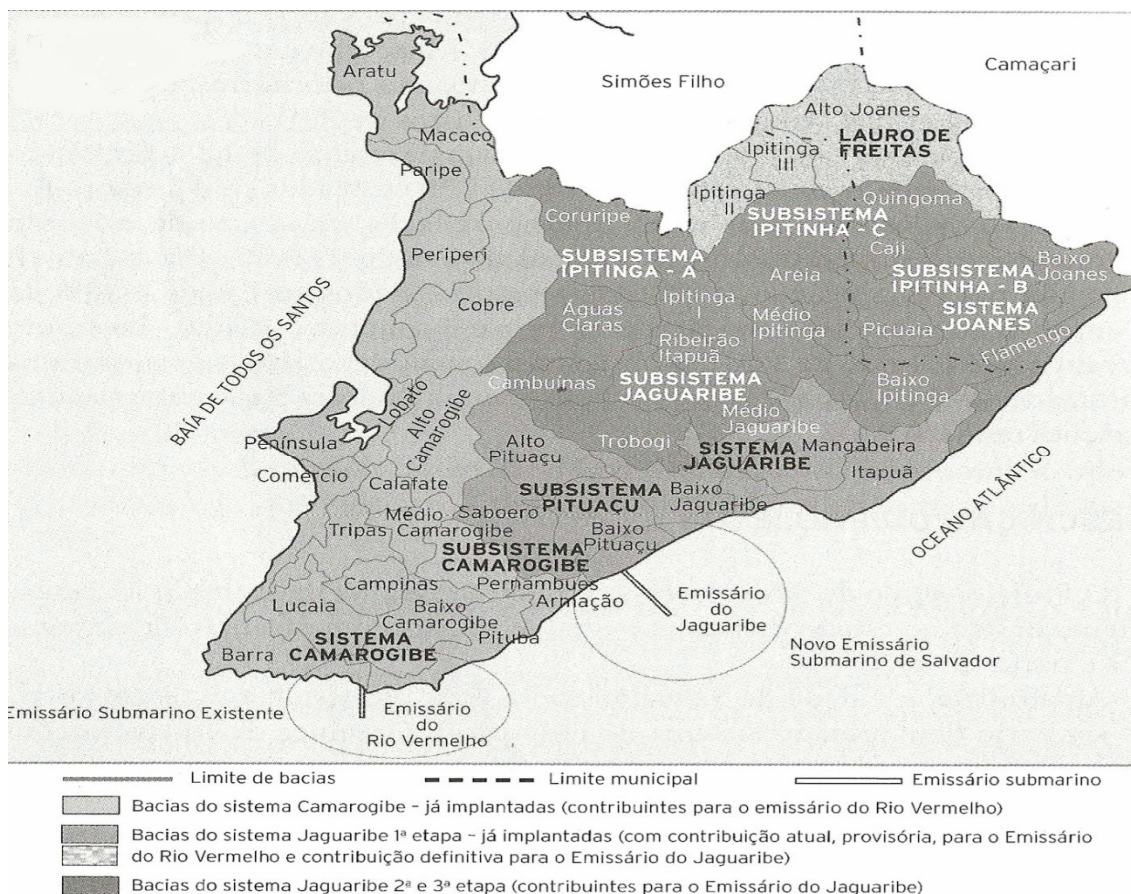 Aratu
Simões Filho
Camaçari
Alto Joanes
Macaco
LAURO DE
FREITAS
Ipitinga
III
Paripe
Ipitinga
II
Quingoma
Coruripe
SUBSISTEMA
IPITINHA - C
SUBSISTEMA
IPITINGA - A
Periperi
Caji
Baixo
Joanes
Areia
SUBSISTEMA
IPITINHA - B
Cobre
Águas
Claras
Ipitinga
I
Médio
Ipitinga
SISTEMA
JOANES
Picuaia
Ribeirão
Itapuã
Flamengo
BAÍA DE TODOS OS SANTOS
Cambuínas
SUBSISTEMA
JAGUARIBE
Baixo
Ipitinga
Lobato
Alto
Camarogibe
Médio
Jaguaribe
Península
Alto
Pituaçu
Trobogi
SISTEMA
JAGUARIBE
Mangabeira
Comércio
Itapuã
Calafate
SUBSISTEMA
PITUAÇU
Baixo
Jaguaribe
OCEANO ATLÂNTICO
Médio
Camarogibe
Saboero
Tripas
Baixo
Pituaçu
SUBSISTEMA
CAMAROGIBE
Campinas
Pernambués
Armação
Emissário
do
Jaguaribe
Lucaia
Baixo
Camarogibe
Pituba
SISTEMA
CAMAROGIBE
Barra
Novo Emissário
Submarino de Salvador
Emissário Submarino Existente
Emissário
do
Rio Vermelho
Limite de bacias
Limite municipal
Emissário submarino
Bacias do sistema Camarogibe - já implantadas (contribuintes para o emissário do Rio Vermelho)
Bacias do sistema Jaguaribe 1ª etapa - já implantadas (com contribuição atual, provisória, para o Emissário
do Rio Vermelho e contribuição definitiva para o Emissário do Jaguaribe)
Bacias do sistema Jaguaribe 2ª e 3ª etapa (contribuintes para o Emissário do Jaguaribe)